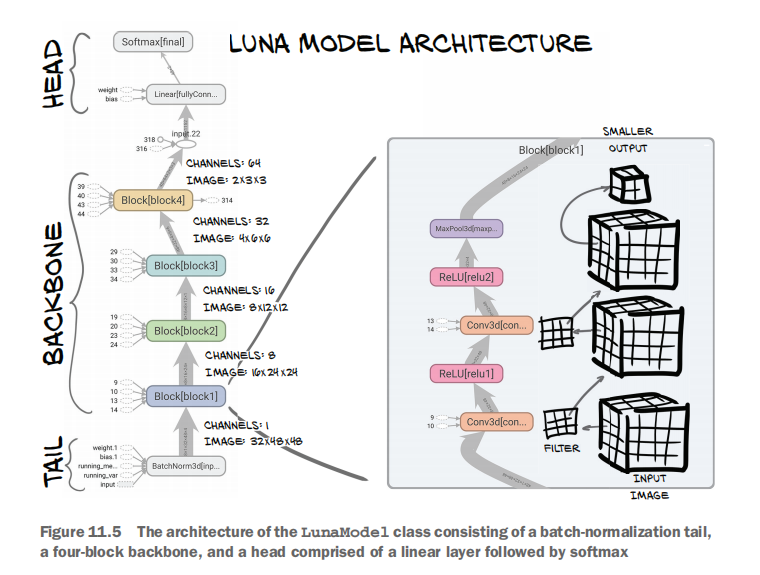 LUNA MODEL ARCHITECTURE
HEAD
Softmax[final]
weight
bias
Linear[fullyConn...
input.22
318
316
CHANNELS: 64
IMAGE: 2x3x3
BACKBONE
39
40
43
44
Block[block4]
314
CHANNELS: 32
IMAGE: 4x6x6
29
30
33
34
Block[block3]
CHANNELS: 16
IMAGE: 8x12x12
19
20
23
24
Block[block2]
CHANNELS: 8
IMAGE: 16x24x24
9
10
13
14
Block[block1]
CHANNELS: 1
IMAGE: 32x48x48
TAIL
weight.1
bias.1
running_me...
running_var
input
BatchNorm3d[inp...
Block[block1]
SMALLER
OUTPUT
MaxPool3d[maxp...
ReLU[relu2]
13
14
Conv3d[con...
ReLU[relu1]
9
10
Conv3d[con...
FILTER
INPUT
IMAGE
Figure 11.5 The architecture of the LunaModel class consisting of a batch-normalization tail,
a four-block backbone, and a head comprised of a linear layer followed by softmax